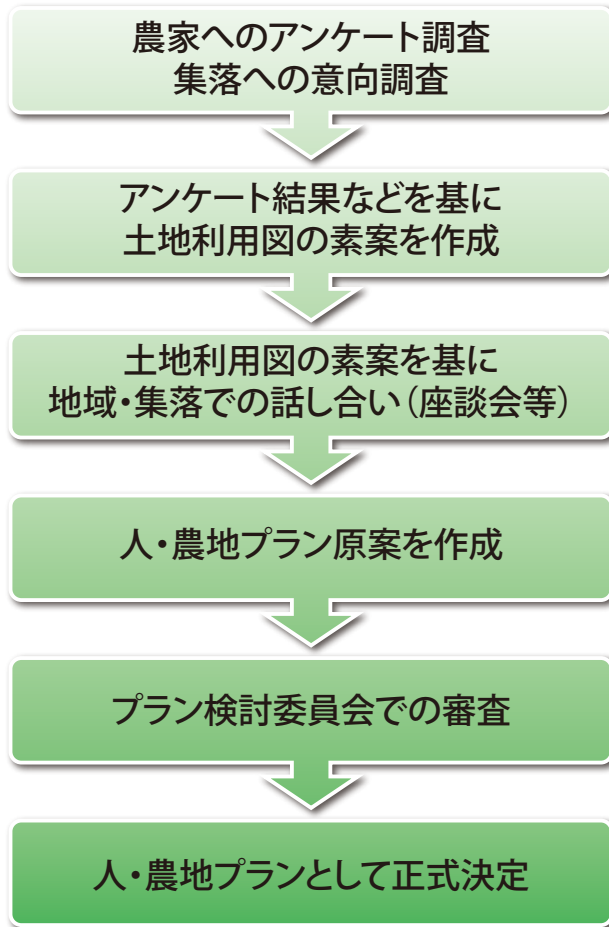 農家へのアンケート調査
集落への意向調査
アンケート結果などを基に
土地利用図の素案を作成
土地利用図の素案を基に
地域・集落での話し合い（座談会等）
人・農地プラン原案を作成
プラン検討委員会での審査
人・農地プランとして正式決定